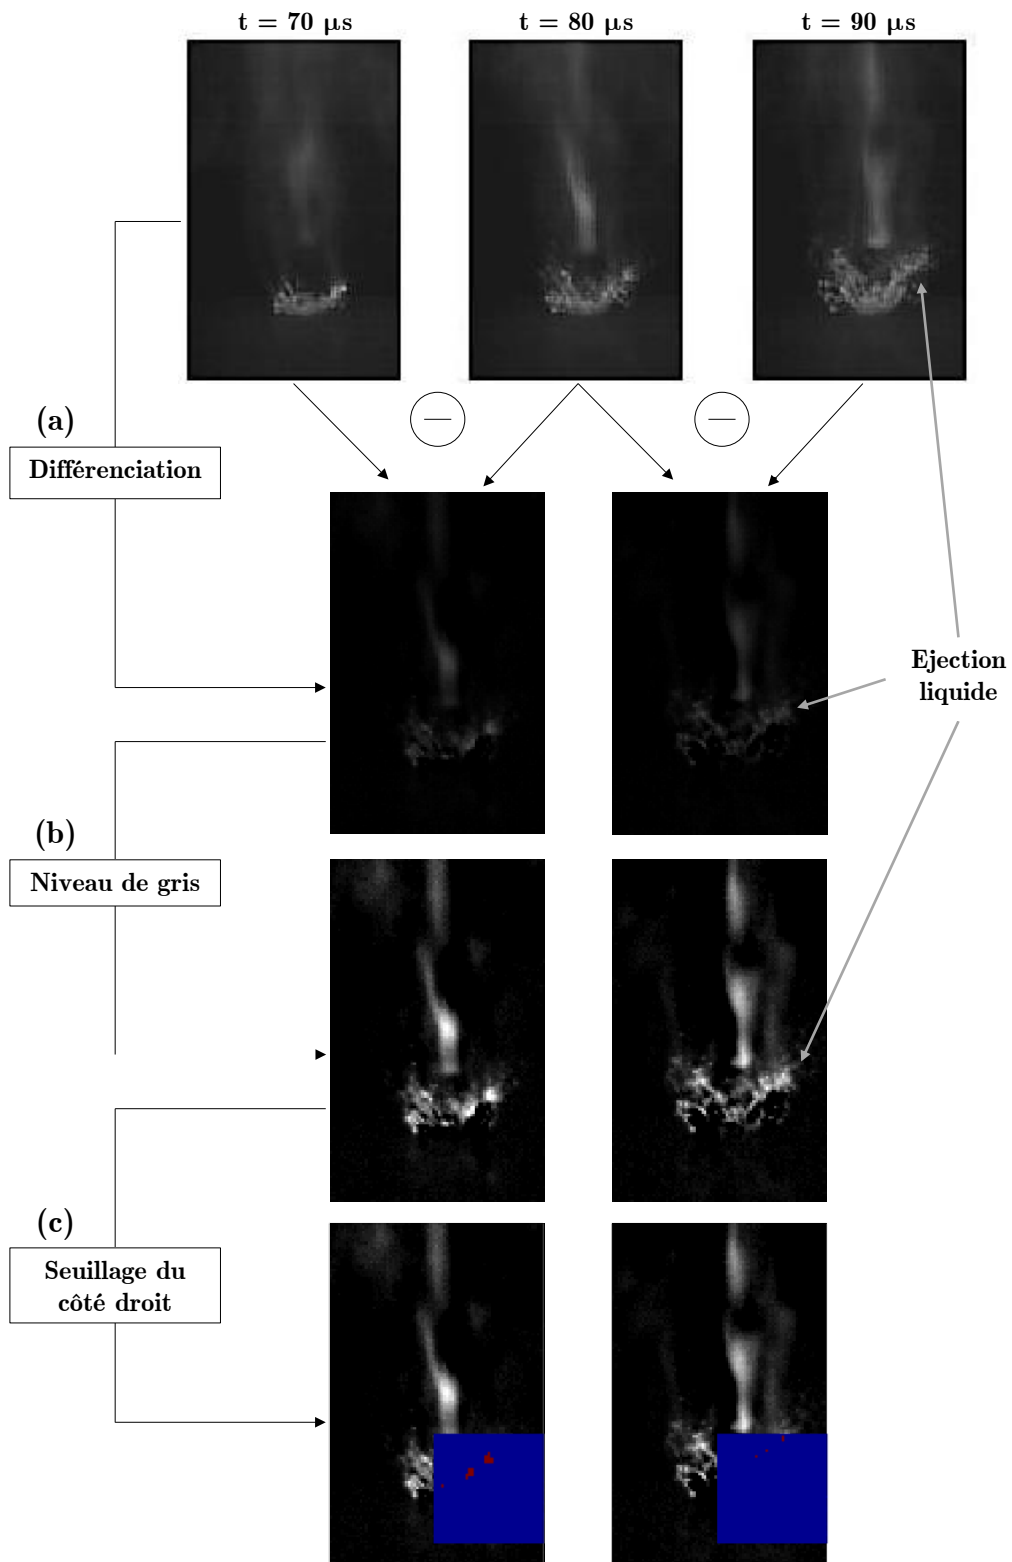 t = 70 µs
t = 80 µs
t = 90 µs
(a)
Différenciation
Ejection
liquide
(b)
Niveau de gris
(c)
Seuillage du
côté droit